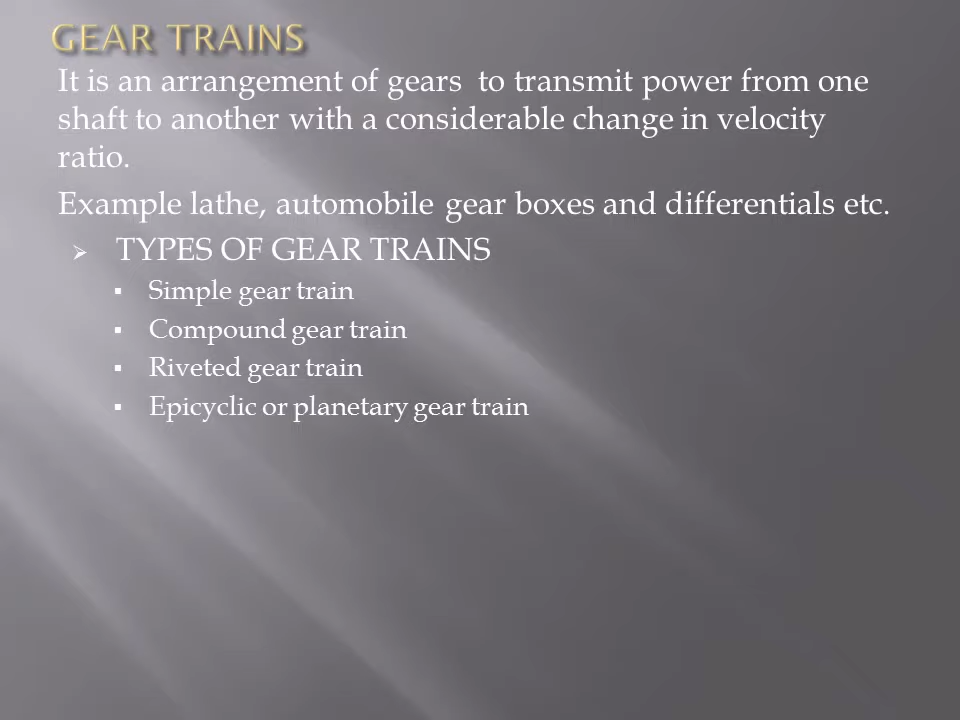 GEAR TRAINS
It is an arrangement of gears to transmit power from one
shaft to another with a considerable change in velocity
ratio.
Example lathe, automobile gear boxes and differentials etc.
TYPES OF GEAR TRAINS
Simple gear train
Compound gear train
Riveted gear train
Epicyclic or planetary gear train